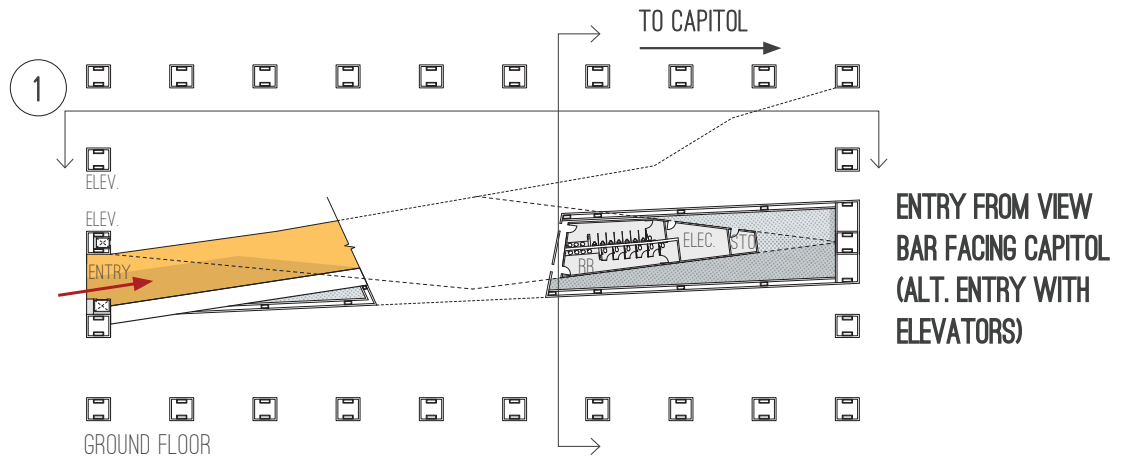 TO CAPITOL
1
ELEV.
ELEV.
ENTRY
ELEC.
STO
RR
ENTRY FROM VIEW
BAR FACING CAPITOL
(ALT. ENTRY WITH
ELEVATORS)
GROUND FLOOR